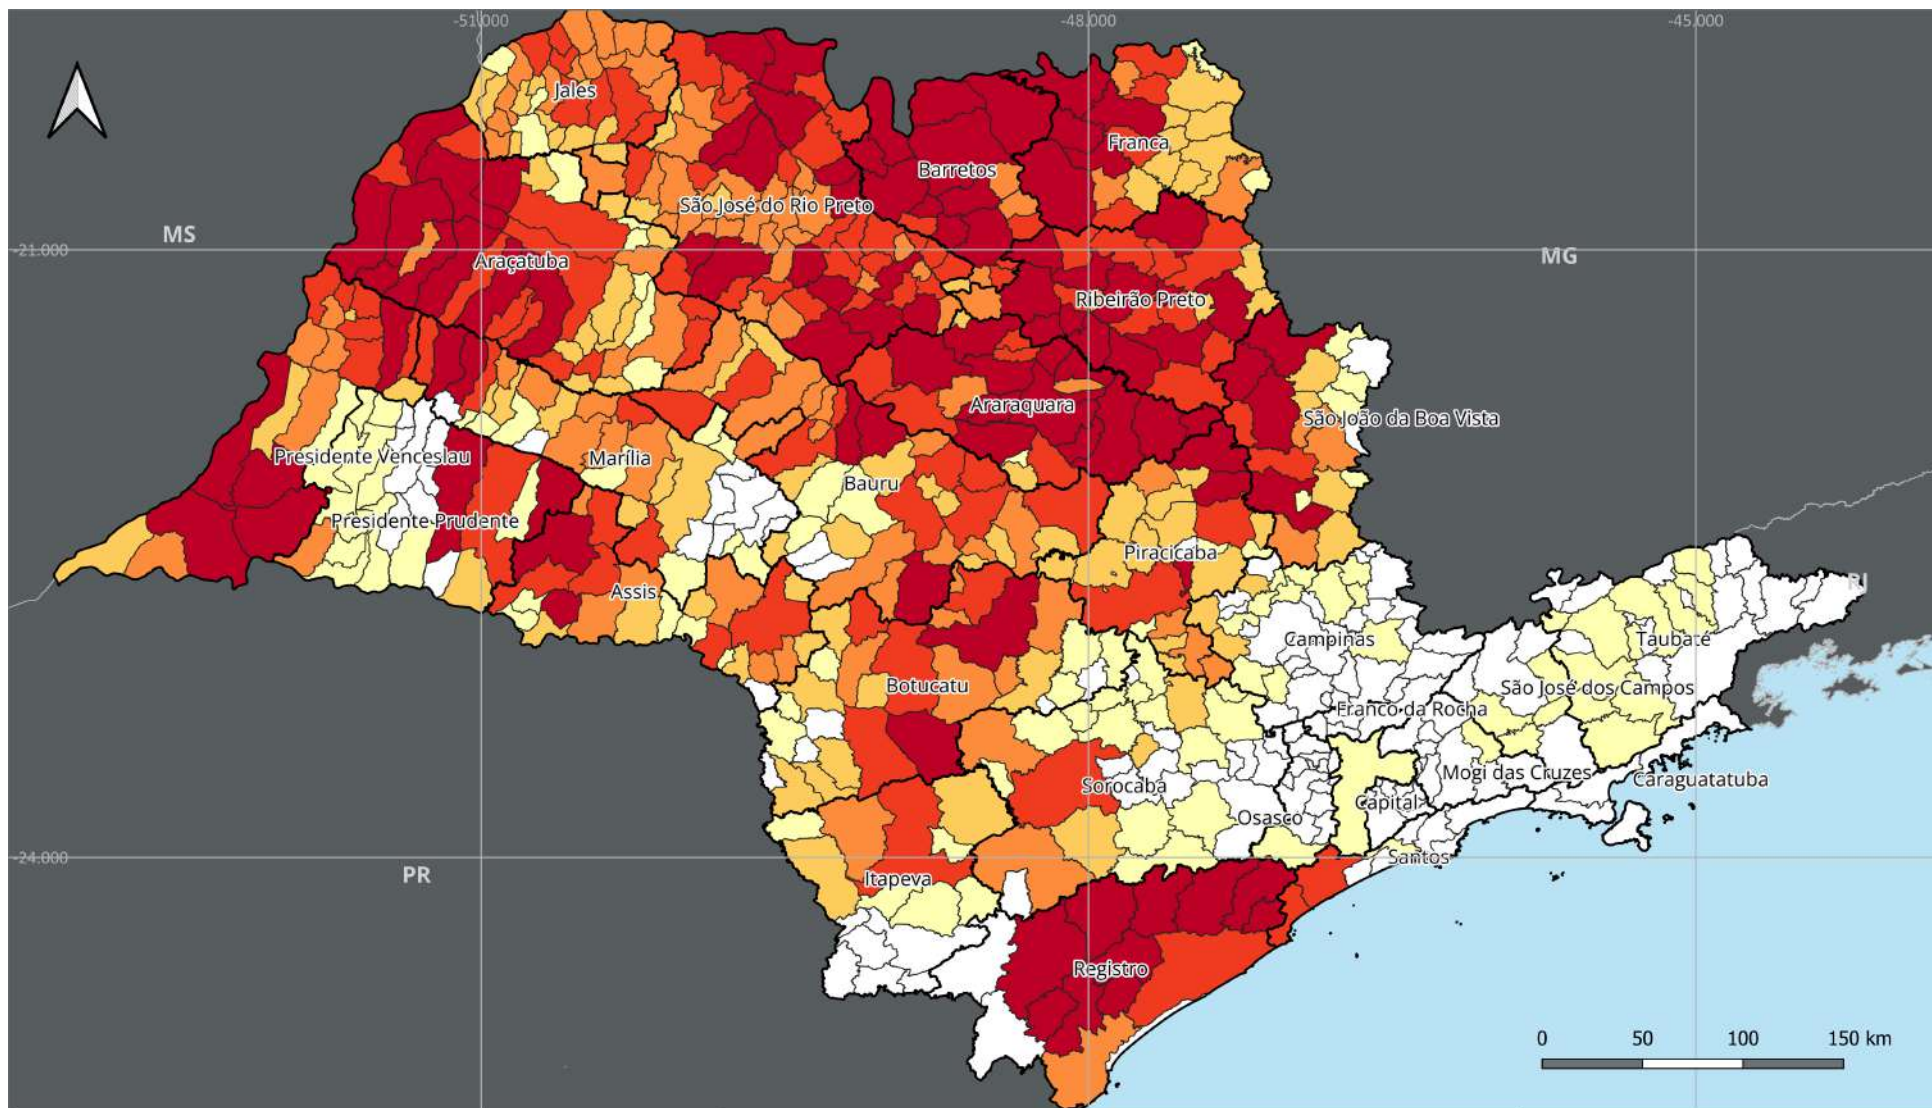 -51.000
-48.000
-45.000
Jales
Franca
Barretos
São José do Rio Preto
MS
-21.000
MG
Araçatuba
Ribeirão Preto
Araraquara
São João da Boa Vista
Presidente Venceslau
Marília
Bauru
Presidente Prudente
Piracicaba
Assis
RJ
Campinas
Taubaté
Botucatu
São José dos Campos
Franco da Rocha
Mogi das Cruzes
Caraguatatuba
Sorocaba
Capital
Osasco
-24.000
Santos
PR
Itapeva
Registro
0 50 100 150 km